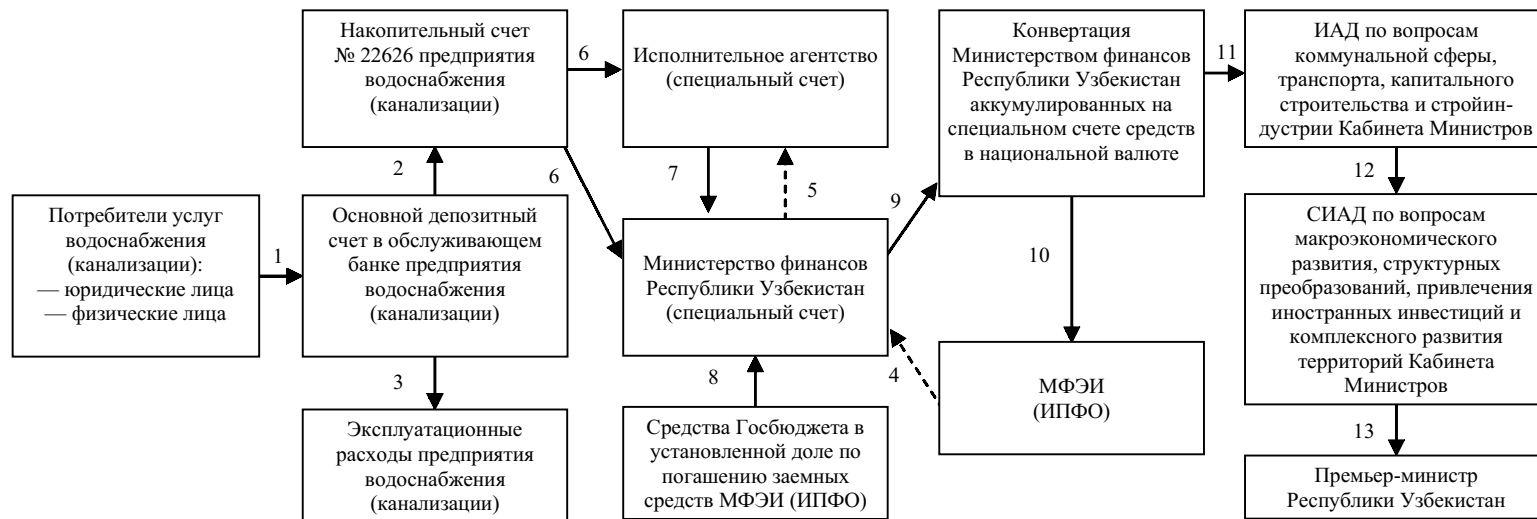 Потребители услуг
водоснабжения
(канализации):
— юридические лица
— физические лица
1
Накопительный счет
№ 22626 предприятия
водоснабжения
(канализации)
2
Основной депозитный
счет в обслуживающем
банке предприятия
водоснабжения
(канализации)
3
Эксплуатационные
расходы предприятия
водоснабжения
(канализации)
6
6
Исполнительное агентство
(специальный счет)
7
5
Министерство финансов
Республики Узбекистан
(специальный счет)
8
Средства Госбюджета в
установленной доле по
погашению заемных
средств МФЭИ (ИПФО)
9
4
Конвертация
Министерством финансов
Республики Узбекистан
аккумулированных на
специальном счете средств
в национальной валюте
10
МФЭИ
(ИПФО)
11
ИАД по вопросам
коммунальной сферы,
транспорта, капитального
строительства и стройин-
дустрии Кабинета Министров
12
СИАД по вопросам
макроэкономического
развития, структурных
преобразований, привлечения
иностранных инвестиций и
комплексного развития
территорий Кабинета
Министров
13
Премьер-министр
Республики Узбекистан